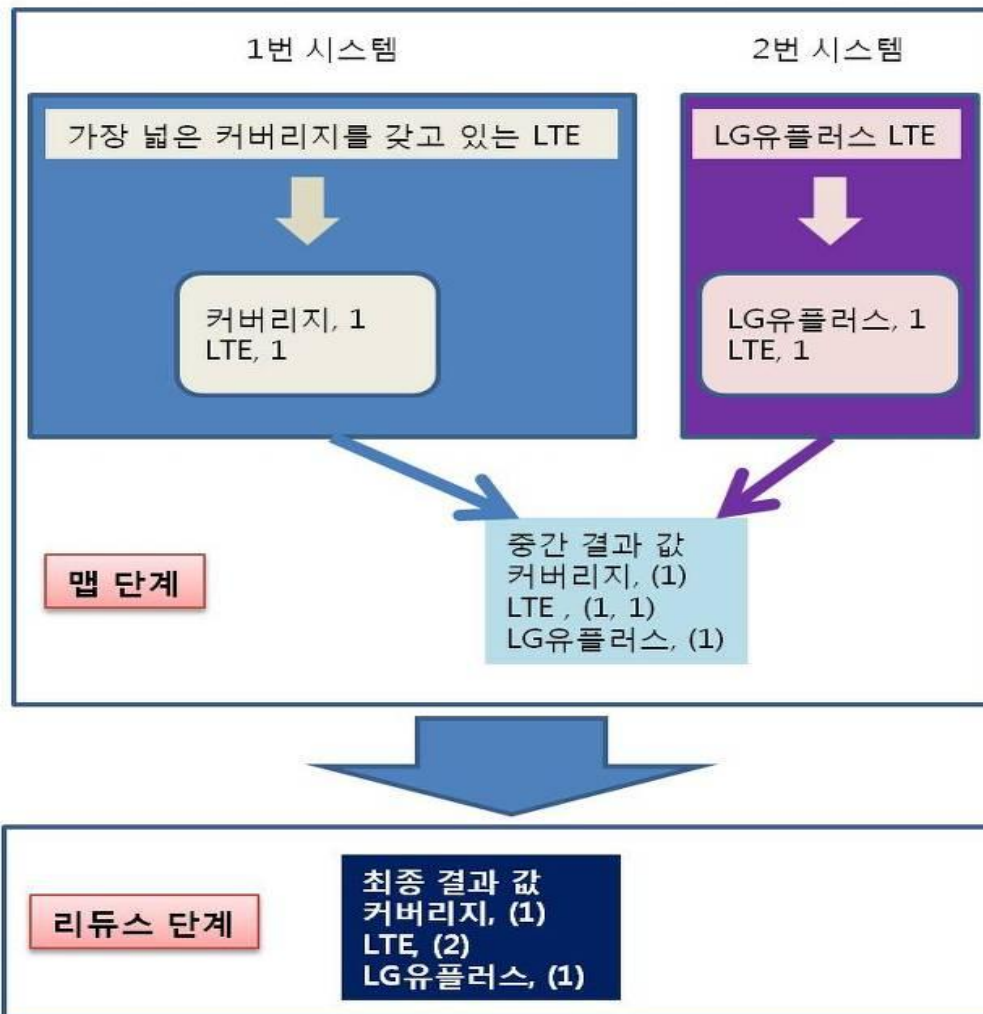 1번 시스템
2번 시스템
가장 넓은 커버리지를 갖고 있는 LTE
LG유플러스 LTE
커버리지, 1
LTE, 1
LG유플러스, 1
LTE, 1
중간 결과 값
커버리지, (1)
LTE , (1, 1)
LG유플러스, (1)
맵 단계
리듀스 단계
최종 결과 값
커버리지, (1)
LTE, (2)
LG유플러스, (1)